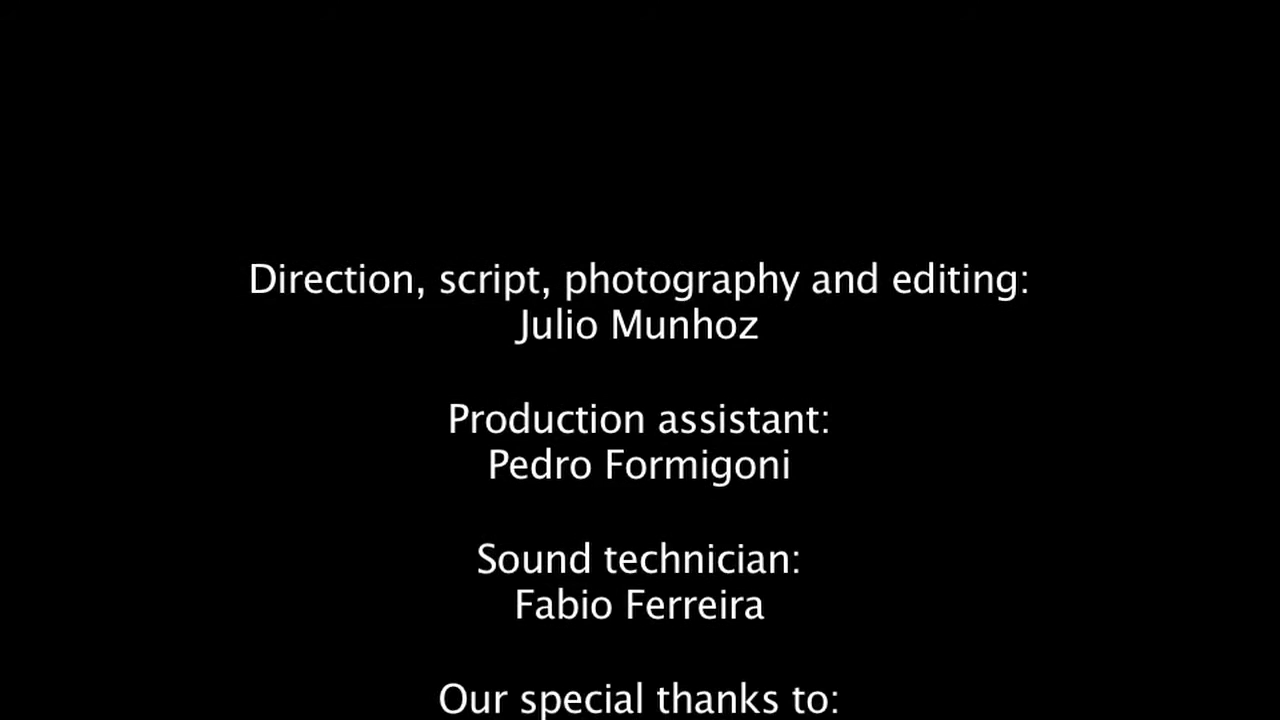 Direction, script, photography and editing:
Julio Munhoz
Production assistant:
Pedro Formigoni
Sound technician:
Fabio Ferreira
Our special thanks to: